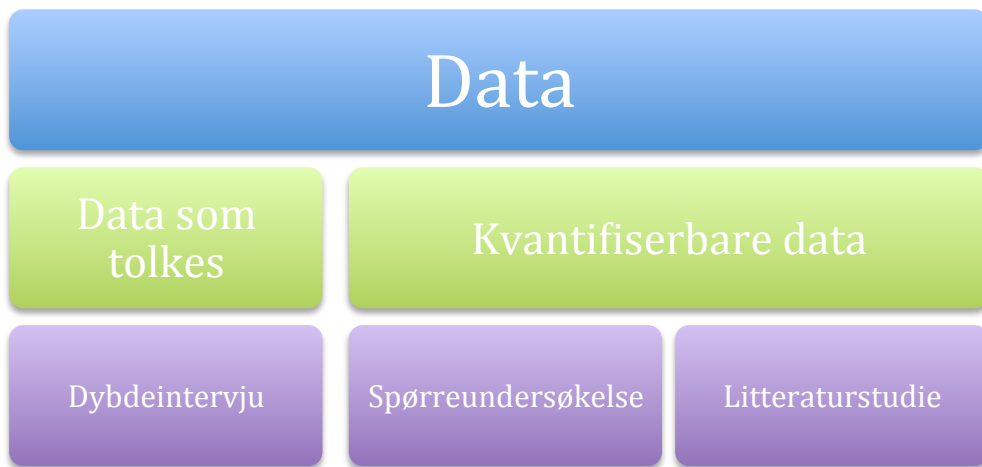 Data
Data som
tolkes
Kvantifiserbare data
Dybdeintervju
Spørreundersøkelse
Litteraturstudie